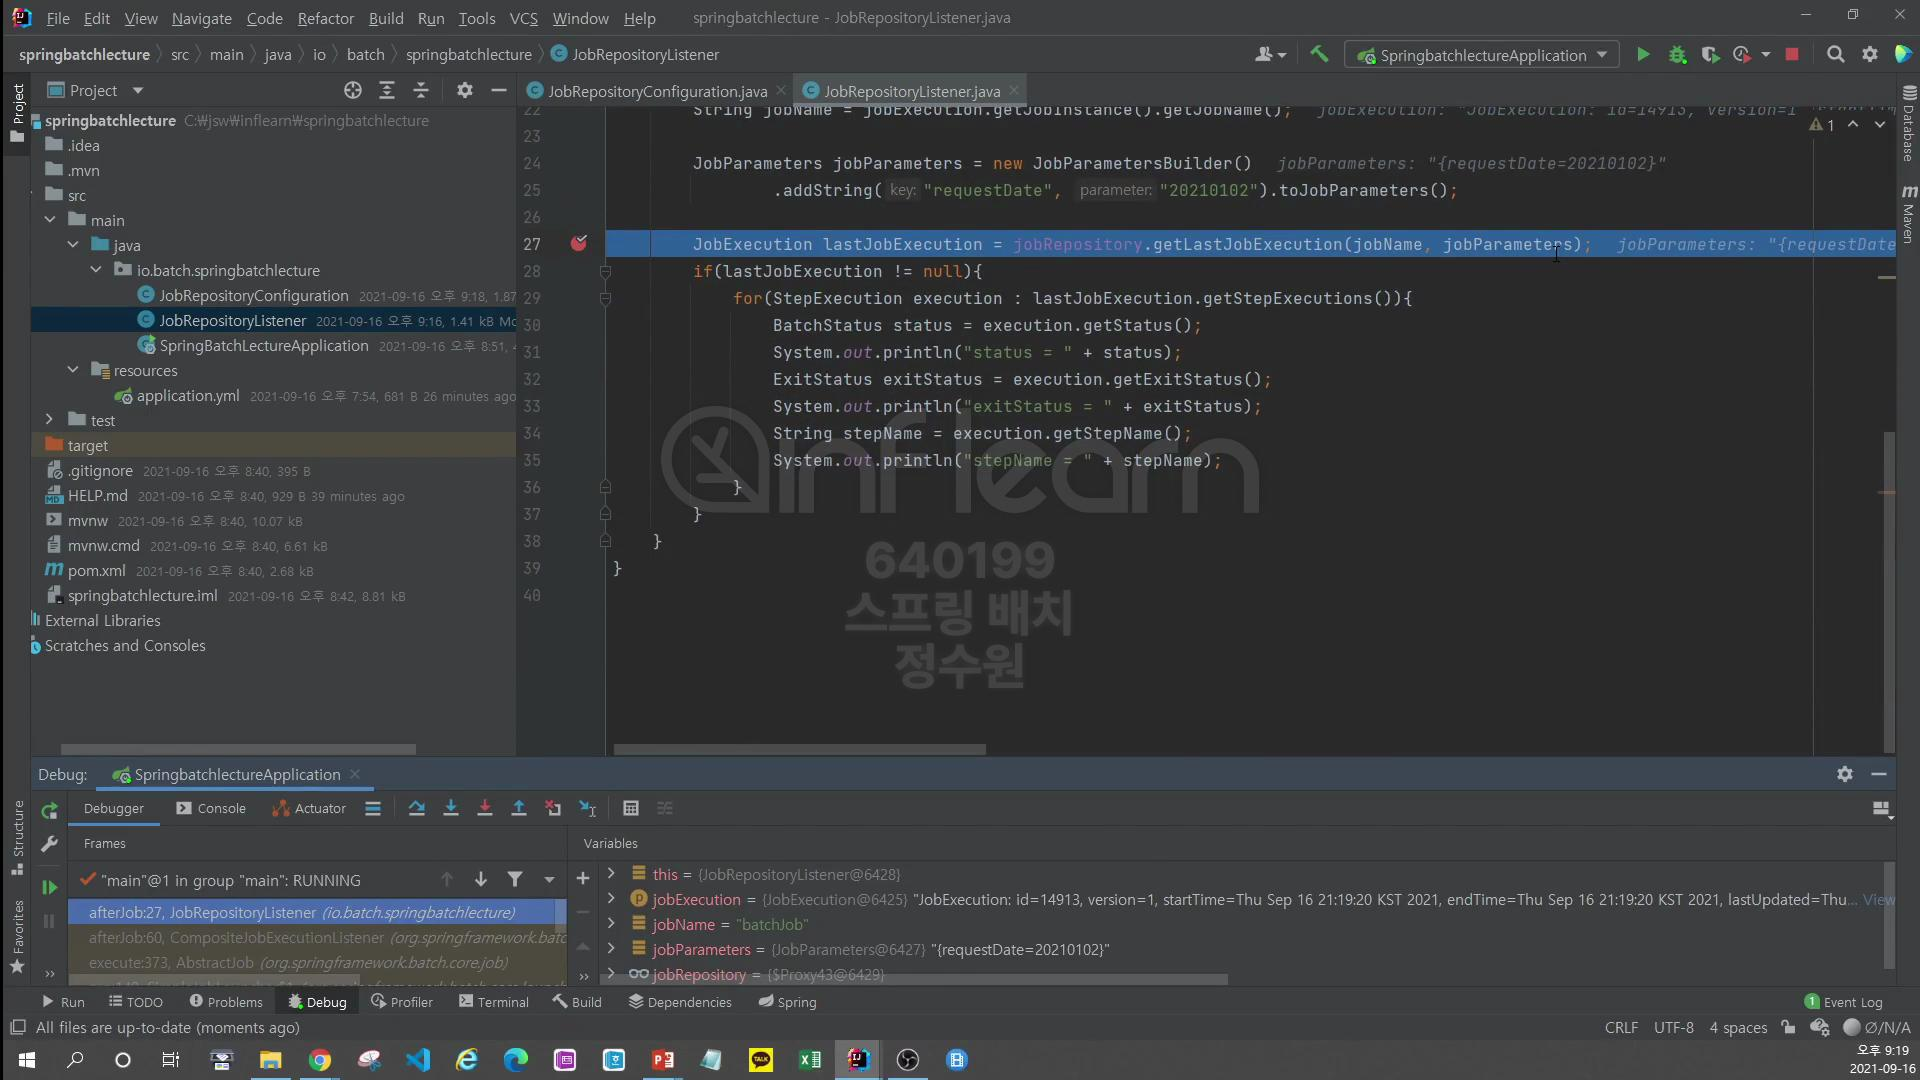 File Edit View Navigate Code Refactor Build Run Tools VCS Window Help springbatchlecture - JobRepositoryListener.java
springbatchlecture src main java io batch springbatchlecture JobRepositoryListener SpringbatchlectureApplication
Project
Project
JobRepositoryConfiguration.java
JobRepositoryListener.java
Database
Maven
Structure
Favorites
springbatchlecture C:₩jsw₩inflearn₩springbatchlecture
.idea
.mvn
src
main
java
io.batch.springbatchlecture
JobRepositoryConfiguration 2021-09-16 오후 9:18, 1.87
JobRepositoryListener 2021-09-16 오후 9:16, 1.41 kB Mo
SpringBatchLectureApplication 2021-09-16 오후 8:51, 4
resources
application.yml 2021-09-16 오후 7:54, 681 B 26 minutes ago
test
target
.gitignore 2021-09-16 오후 8:40, 395 B
HELP.md 2021-09-16 오후 8:40, 929 B 39 minutes ago
mvnw 2021-09-16 오후 8:40, 10.07 kB
mvnw.cmd 2021-09-16 오후 8:40, 6.61 kB
pom.xml 2021-09-16 오후 8:40, 2.68 kB
springbatchlecture.iml 2021-09-16 오후 8:42, 8.81 kB
External Libraries
Scratches and Consoles
22 String jobName = jobExecution.getJobInstance().getJobName(); jobExecution: "JobExecution: id=14913, version=1
1
23
24 JobParameters jobParameters = new JobParametersBuilder() jobParameters: "{requestDate=20210102}"
25 .addString( key: "requestDate", parameter: "20210102").toJobParameters();
26
27 JobExecution lastJobExecution = jobRepository.getLastJobExecution(jobName, jobParameters); jobParameters: "{requestDate
28 if(lastJobExecution != null){
29 for(StepExecution execution : lastJobExecution.getStepExecutions()){
30 BatchStatus status = execution.getStatus();
31 System.out.println("status = " + status);
32 ExitStatus exitStatus = execution.getExitStatus();
33 System.out.println("exitStatus = " + exitStatus);
34 String stepName = execution.getStepName();
35 System.out.println("stepName = " + stepName);
36 }
37 }
38 }
39 }
40
inflearn
640199
스프링 배치
정수원
Debug: SpringbatchlectureApplication
Debugger Console Actuator
Frames
"main"@1 in group "main": RUNNING
afterJob:27, JobRepositoryListener (io.batch.springbatchlecture)
afterJob:60, CompositeJobExecutionListener (org.springframework.batc
execute:373, AbstractJob (org.springframework.batch.core.job)
Variables
this = {JobRepositoryListener@6428}
jobExecution = {JobExecution@6425} "JobExecution: id=14913, version=1, startTime=Thu Sep 16 21:19:20 KST 2021, endTime=Thu Sep 16 21:19:20 KST 2021, lastUpdated=Thu... View
jobName = "batchJob"
jobParameters = {JobParameters@6427} "{requestDate=20210102}"
jobRepository = {$Proxy43@6429}
Run TODO Problems Debug Profiler Terminal Build Dependencies Spring 1 Event Log
All files are up-to-date (moments ago) CRLF UTF-8 4 spaces Ø/N/A
오후 9:19
2021-09-16